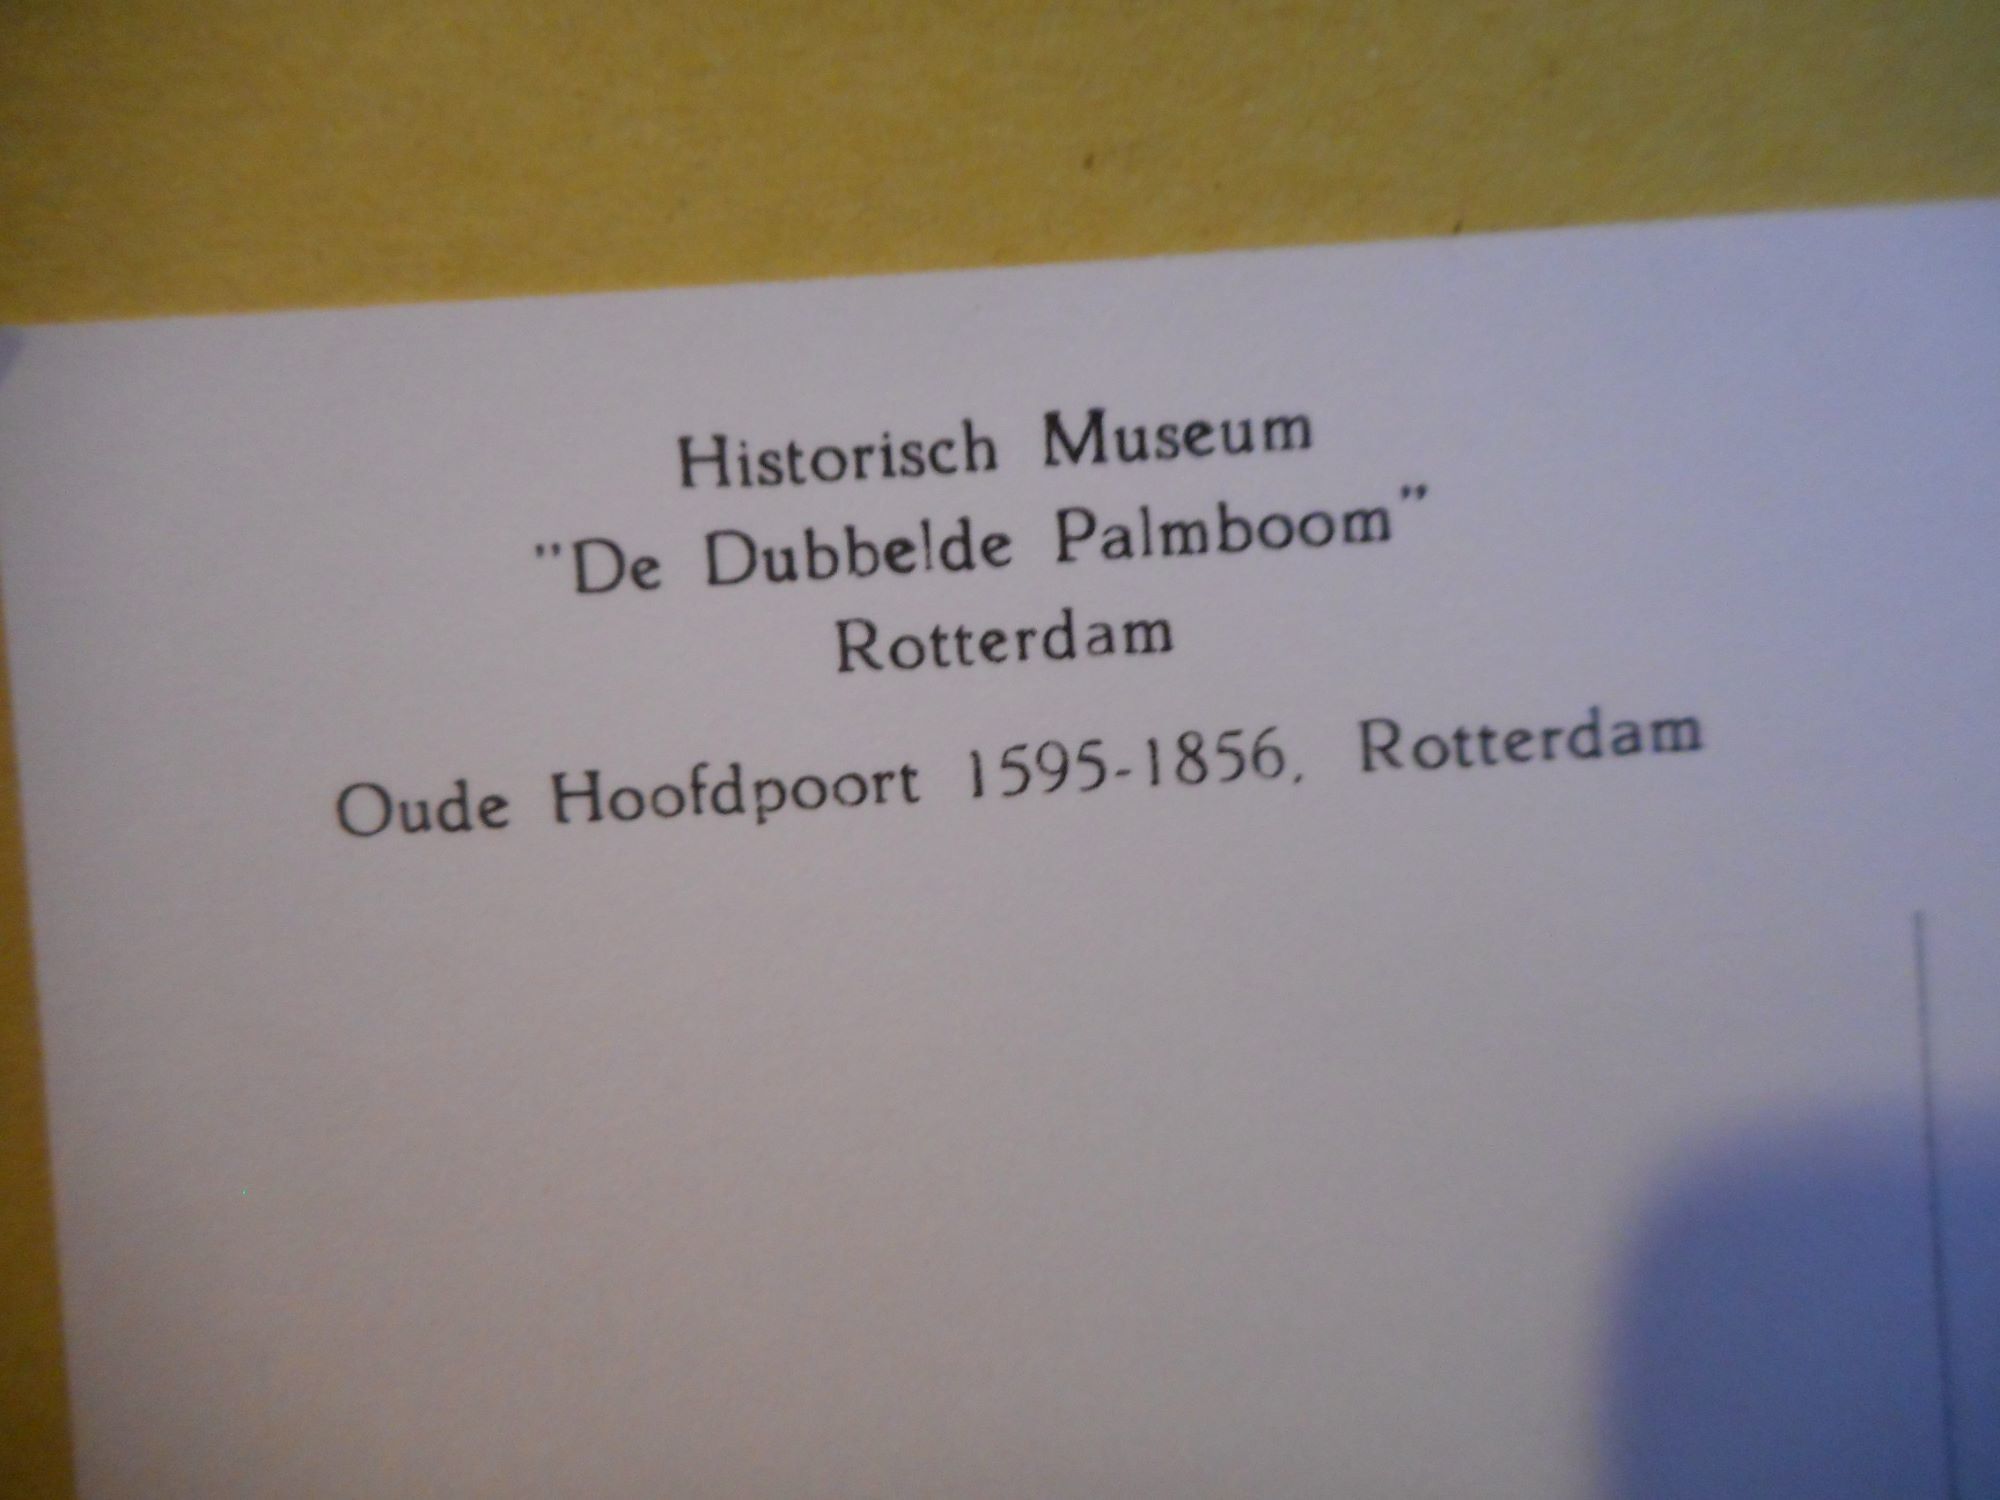 Historisch Museum
"De Dubbelde Palmboom"
Rotterdam
Oude Hoofdpoort 1595-1856, Rotterdam